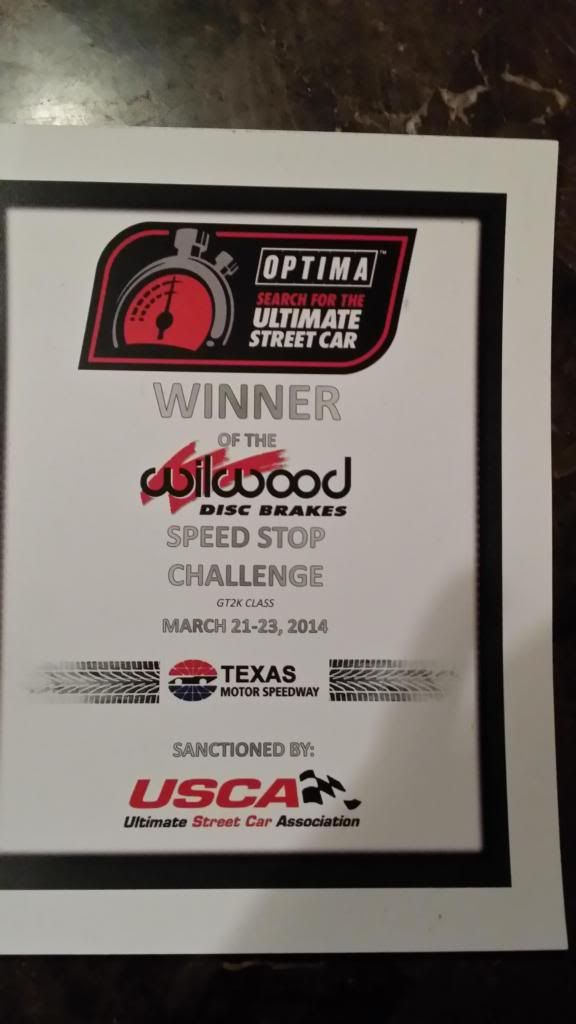 OPTIMA™
SEARCH FOR THE
ULTIMATE
STREET CAR
WINNER
OF THE
wilwood
DISC BRAKES
SPEED STOP
CHALLENGE
GT2K CLASS
MARCH 21-23, 2014
TEXAS
MOTOR SPEEDWAY
SANCTIONED BY:
USCA
Ultimate Street Car Association